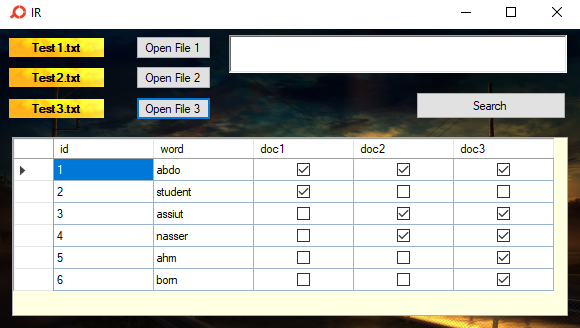 IR
Test1.txt Open File 1
Test2.txt Open File 2
Test3.txt Open File 3
Search
id word doc1 doc2 doc3
1 abdo
2 student
3 assiut
4 nasser
5 ahm
6 born